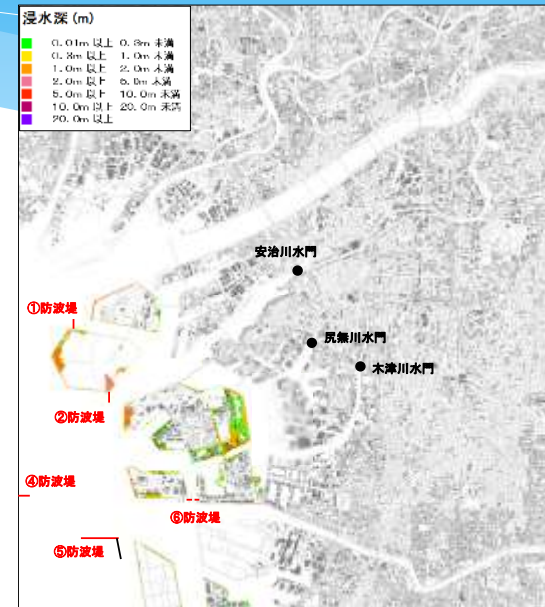 浸水深(m)
0.01m 以上 0.3m 未満
0.3m 以上 1.0m 未満
1.0m 以上 2.0m 未満
2.0m 以上 5.0m 未満
5.0m 以上 10.0m 未満
10.0m 以上 20.0m 未満
20.0m 以上
安治川水門
①防波堤
尻無川水門
木津川水門
②防波堤
④防波堤
⑥防波堤
⑤防波堤